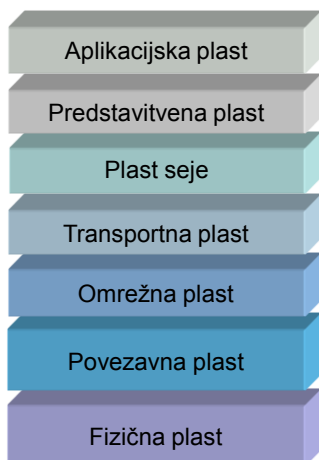 Aplikacijska plast
Predstavitvena plast
Plast seje
Transportna plast
Omrežna plast
Povezavna plast
Fizična plast